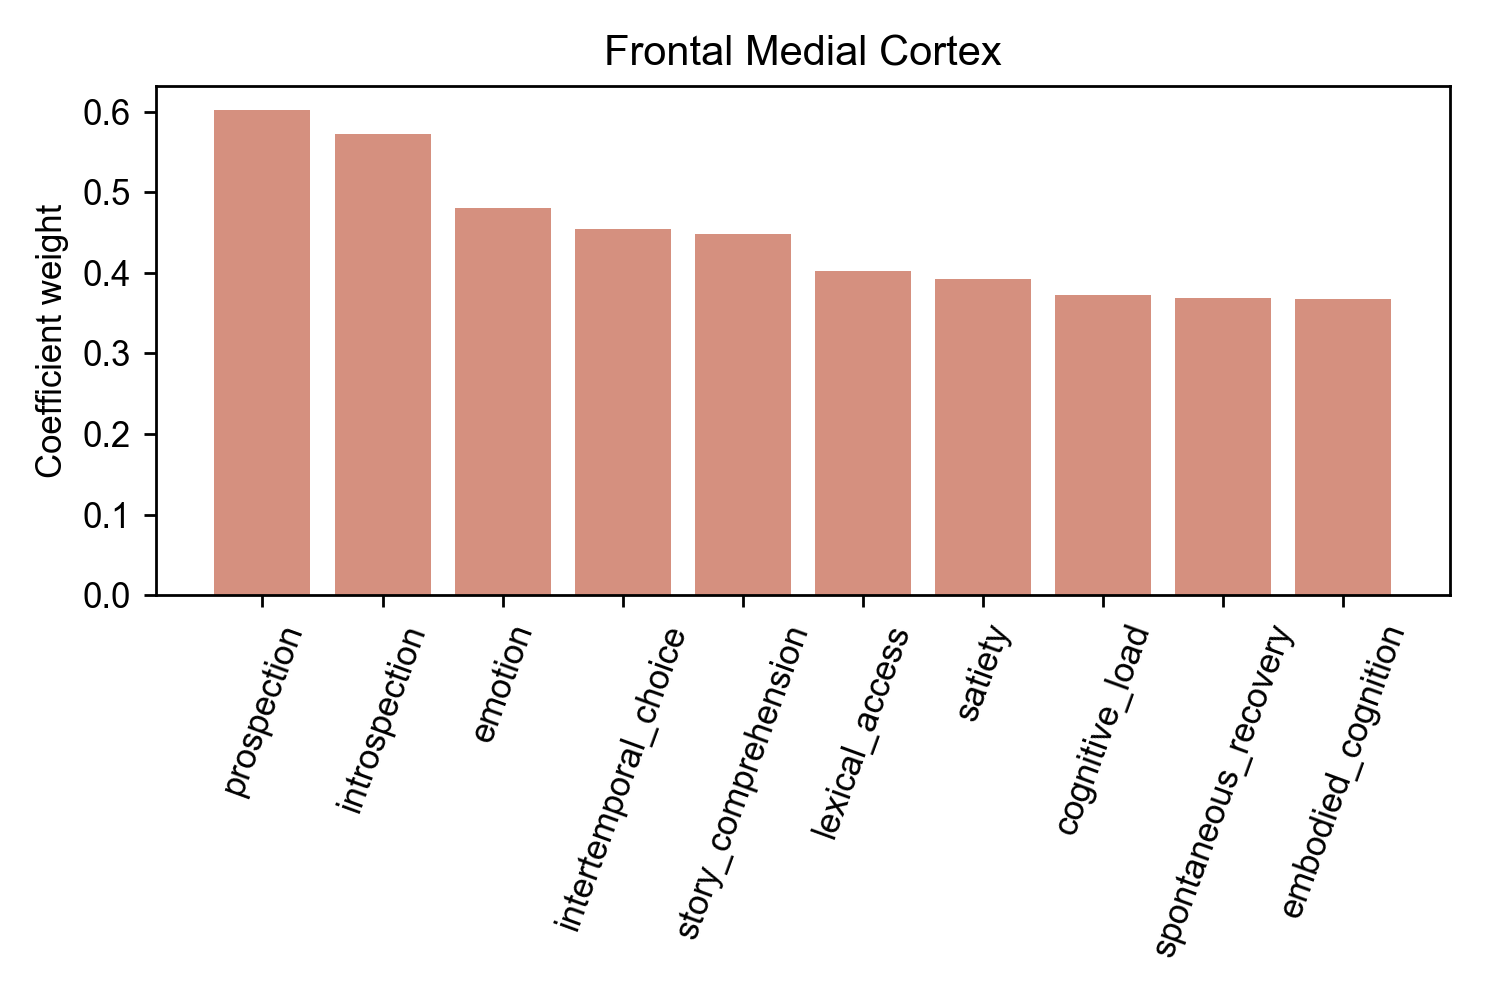 Frontal Medial Cortex
Coefficient weight
0.6
0.5
0.4
0.3
0.2
0.1
0.0
prospection
introspection
emotion
intertemporal_choice
story_comprehension
lexical_access
satiety
cognitive_load
spontaneous_recovery
embodied_cognition